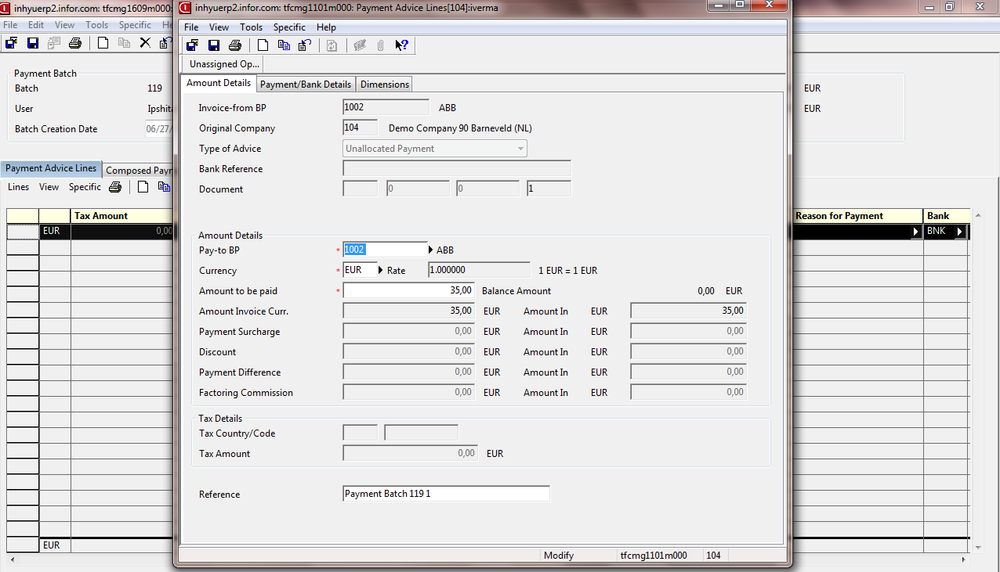 inhyuerp2.infor.com: tfcmg1609m000:
File Edit View Tools Specific He
Payment Batch
Batch 119 EUR
User Ipshita EUR
Batch Creation Date 06/27/
Payment Advice Lines Composed Payn
Lines View Specific
Tax Amount Reason for Payment Bank
EUR 0,00 BNK
EUR
inhyuerp2.infor.com: tfcmg1101m000: Payment Advice Lines[104]:iverma
File View Tools Specific Help
Unassigned Op...
Amount Details Payment/Bank Details Dimensions
Invoice-from BP 1002 ABB
Original Company 104 Demo Company 90 Barneveld (NL)
Type of Advice Unallocated Payment
Bank Reference
Document 0 0 1
Amount Details
Pay-to BP * 1002 ABB
Currency * EUR Rate 1.000000 1 EUR = 1 EUR
Amount to be paid * 35,00 Balance Amount 0,00 EUR
Amount Invoice Curr. 35,00 EUR Amount In EUR 35,00
Payment Surcharge 0,00 EUR Amount In EUR 0,00
Discount 0,00 EUR Amount In EUR 0,00
Payment Difference 0,00 EUR Amount In EUR 0,00
Factoring Commission 0,00 EUR Amount In EUR 0,00
Tax Details
Tax Country/Code
Tax Amount 0,00 EUR
Reference Payment Batch 119 1
Modify tfcmg1101m000 104